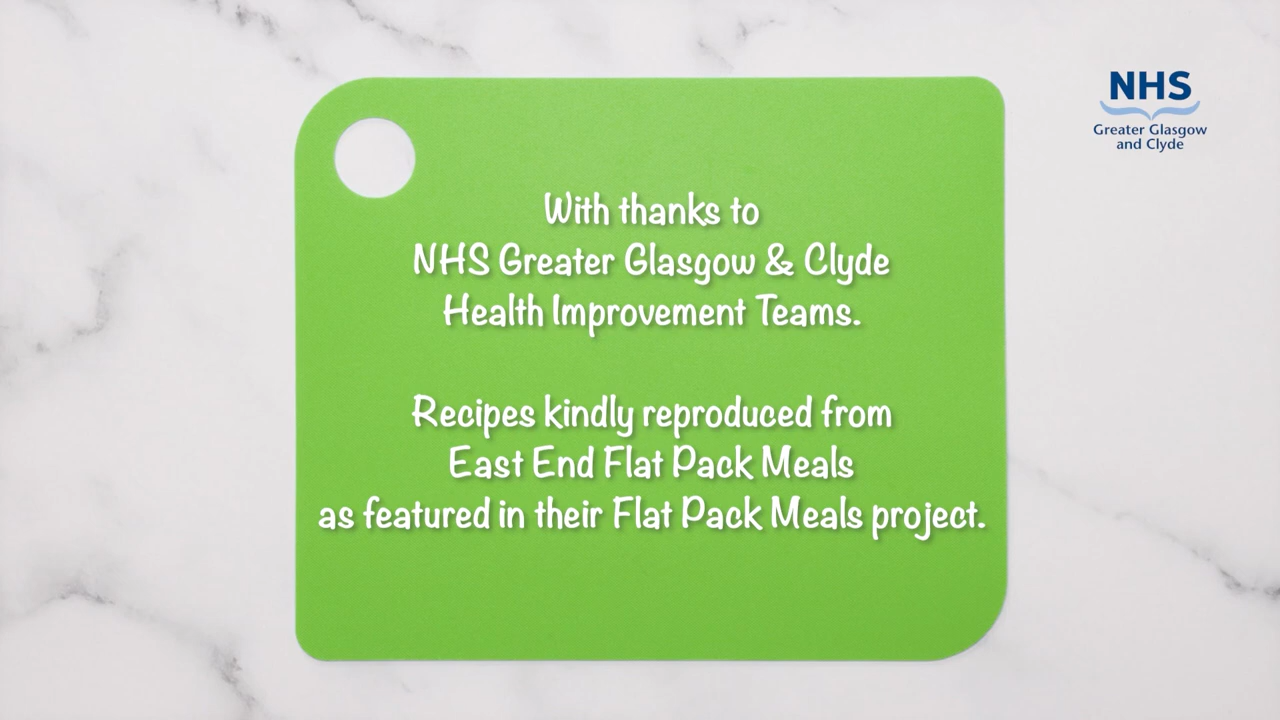 NHS
Greater Glasgow
and Clyde
With thanks to
NHS Greater Glasgow & Clyde
Health Improvement Teams.
Recipes kindly reproduced from
East End Flat Pack Meals
as featured in their Flat Pack Meals project.